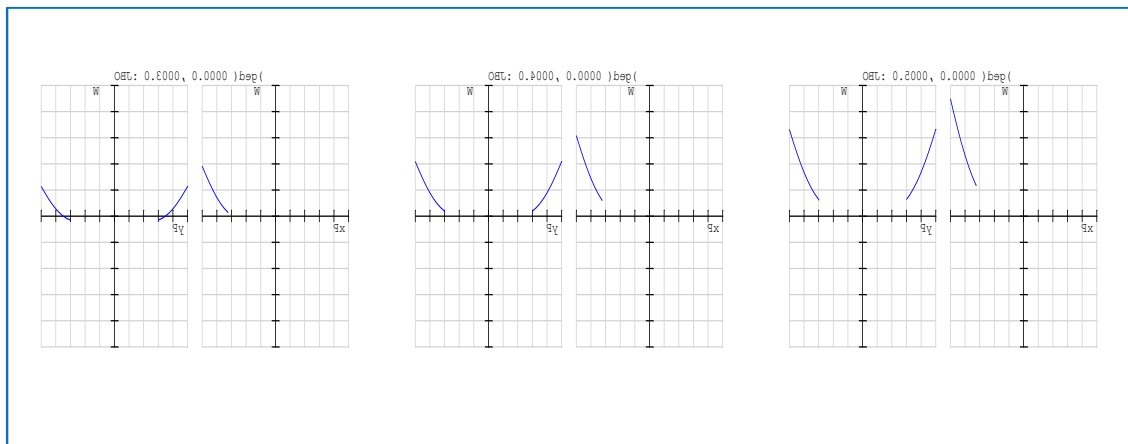 OBJ: 0.3000, 0.0000 (deg)
W W
Py Px
OBJ: 0.4000, 0.0000 (deg)
W W
Py Px
OBJ: 0.5000, 0.0000 (deg)
W W
Py Px